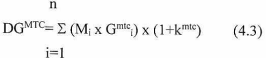 n
DG^MTC= Σ (M_i x G^mtc_i) x (1+k^mtc) (4.3)
i=1